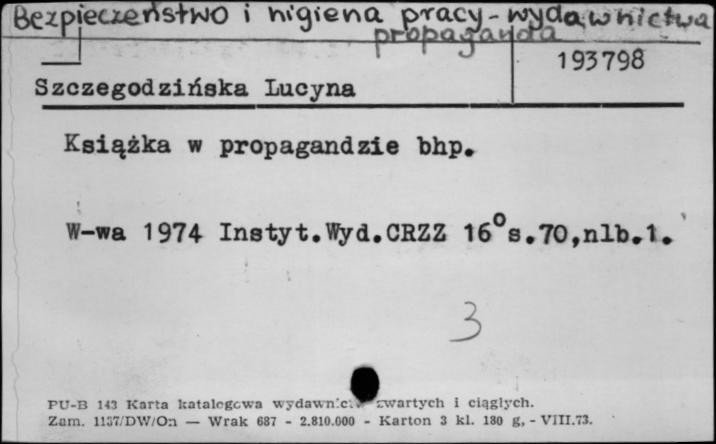 Bezpieczeństwo i higiena pracy - wydawnictwa
propaganda
193798
Szczegodzińska Lucyna
Książka w propagandzie bhp.
W-wa 1974 Instyt.Wyd.CRZZ 16° s.70,nlb.1.
3
PU-B 143 Karta katalogowa wydawnictw zwartych i ciągłych.
Zam. 1137/DW/On — Wrak 687 - 2.810.000 - Karton 3 kl. 180 g, - VIII.73.